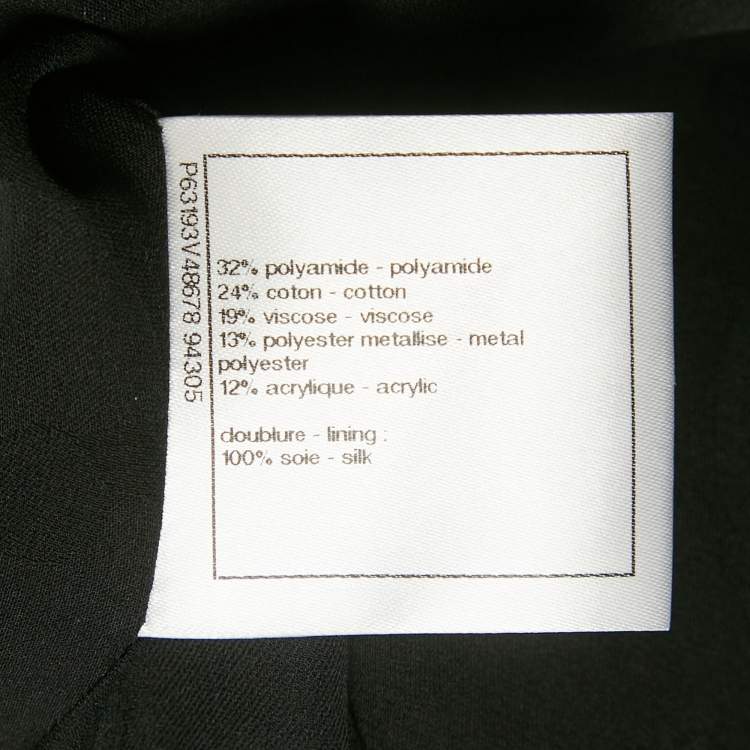 P63193V48678 94305
32% polyamide - polyamide
24% coton - cotton
19% viscose - viscose
13% polyester metallise - metal
polyester
12% acrylique - acrylic
doublure - lining :
100% soie - silk